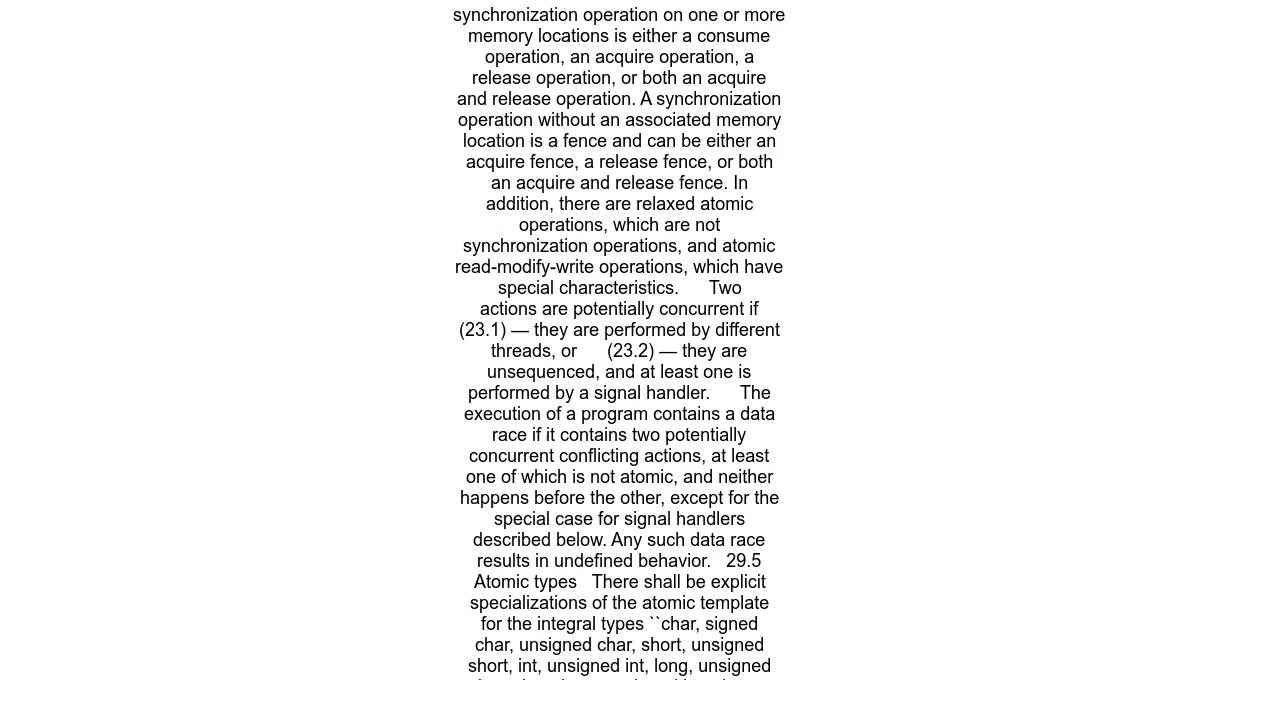 synchronization operation on one or more
memory locations is either a consume
operation, an acquire operation, a
release operation, or both an acquire
and release operation. A synchronization
operation without an associated memory
location is a fence and can be either an
acquire fence, a release fence, or both
an acquire and release fence. In
addition, there are relaxed atomic
operations, which are not
synchronization operations, and atomic
read-modify-write operations, which have
special characteristics. Two
actions are potentially concurrent if
(23.1) — they are performed by different
threads, or (23.2) — they are
unsequenced, and at least one is
performed by a signal handler. The
execution of a program contains a data
race if it contains two potentially
concurrent conflicting actions, at least
one of which is not atomic, and neither
happens before the other, except for the
special case for signal handlers
described below. Any such data race
results in undefined behavior. 29.5
Atomic types There shall be explicit
specializations of the atomic template
for the integral types ``char, signed
char, unsigned char, short, unsigned
short, int, unsigned int, long, unsigned